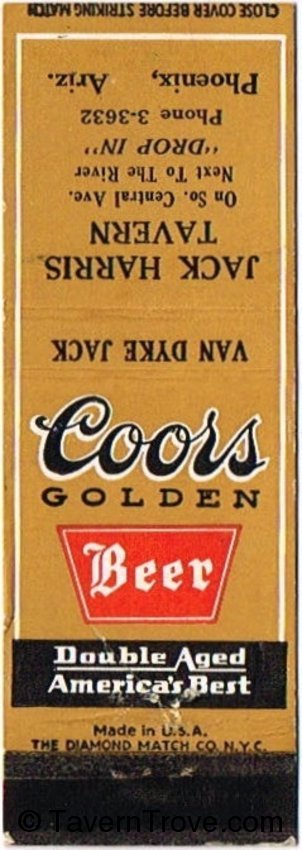 CLOSE COVER BEFORE STRIKING MATCH
VAN DYKE JACK
JACK HARRIS
TAVERN
On So. Central Ave.
Next To The River
"DROP IN"
Phone 3-3632
Phoenix, Ariz.
Coors
GOLDEN
Beer
Double Aged
America's Best
Made in U.S.A.
THE DIAMOND MATCH CO. N.Y.C.
© TavernTrove.com